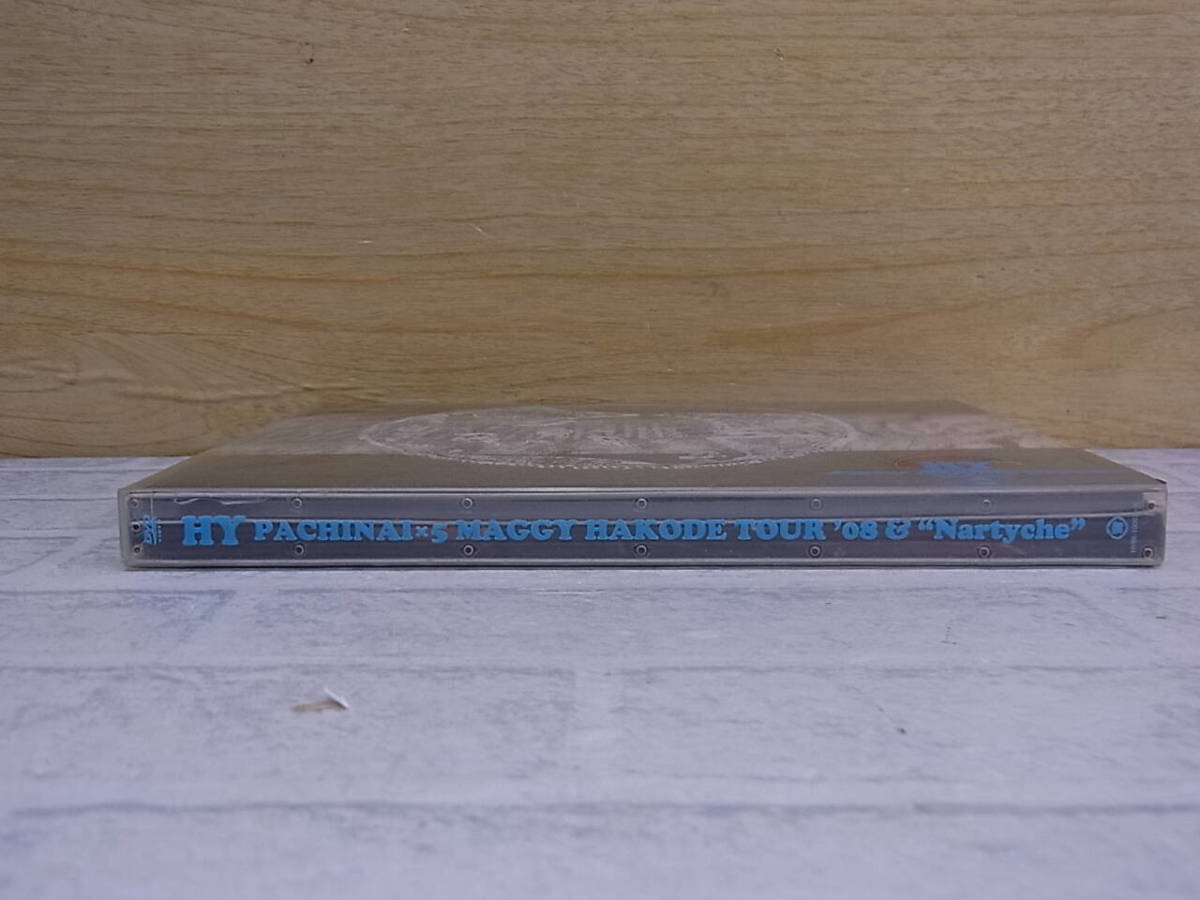 HY PACHINAI×5 MAGGY HAKODE TOUR '08 & “Nartyche”